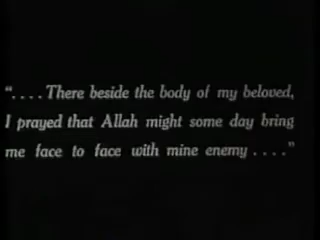 “. . . . There beside the body of my beloved,
I prayed that Allah might some day bring
me face to face with mine enemy . . . .”